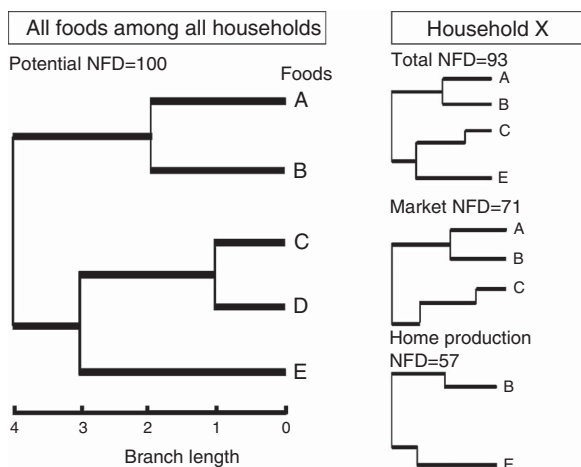 All foods among all households
Potential NFD=100
Foods
A
B
C
D
E
4 3 2 1 0
Branch length
Household X
Total NFD=93
A
B
C
E
Market NFD=71
A
B
C
Home production
NFD=57
B
E